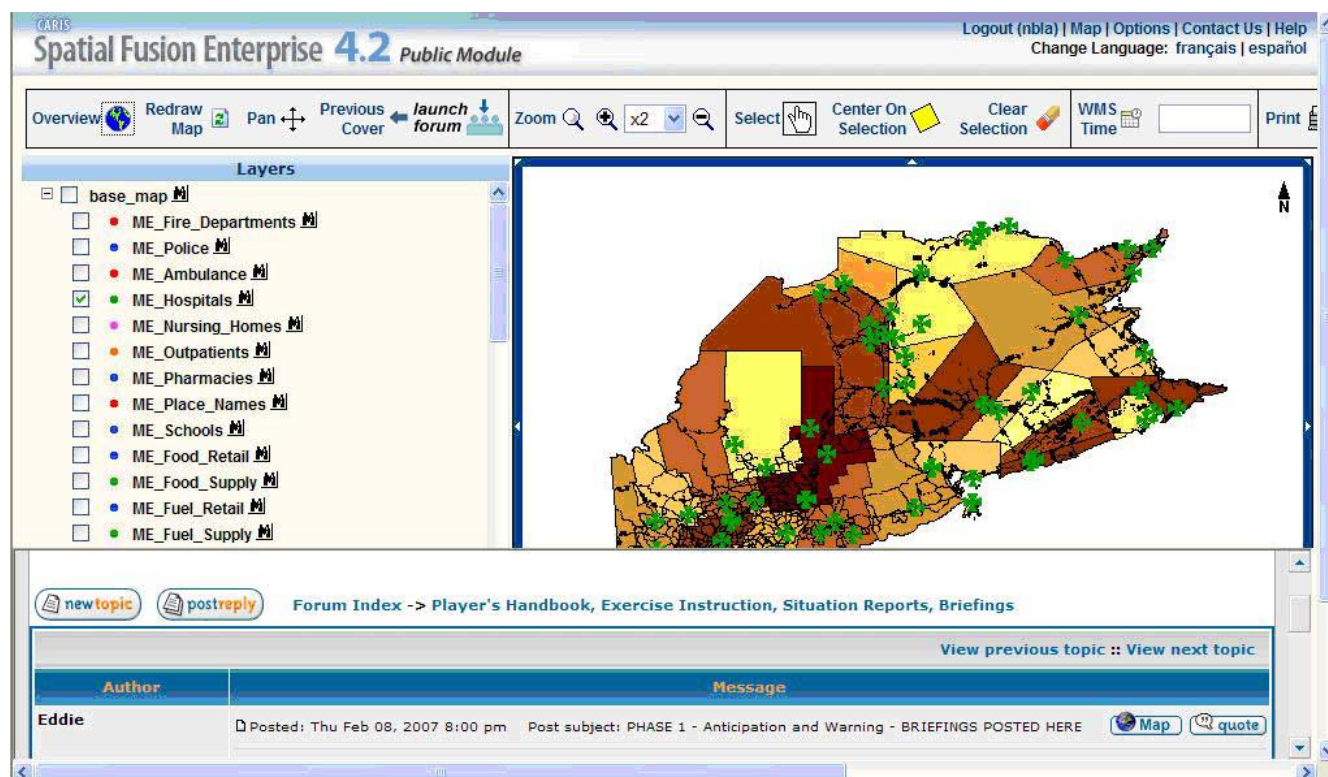 CARIS
Spatial Fusion Enterprise 4.2 Public Module
Logout (nbla) | Map | Options | Contact Us | Help
Change Language: français | español
Overview
Redraw Map
Pan
Previous Cover
launch forum
Zoom
x2
Select
Center On Selection
Clear Selection
WMS Time
Print
Layers
base_map
ME_Fire_Departments
ME_Police
ME_Ambulance
ME_Hospitals
ME_Nursing_Homes
ME_Outpatients
ME_Pharmacies
ME_Place_Names
ME_Schools
ME_Food_Retail
ME_Food_Supply
ME_Fuel_Retail
ME_Fuel_Supply
N
newtopic
postreply
Forum Index -> Player's Handbook, Exercise Instruction, Situation Reports, Briefings
View previous topic :: View next topic
Author
Message
Eddie
Posted: Thu Feb 08, 2007 8:00 pm Post subject: PHASE 1 - Anticipation and Warning - BRIEFINGS POSTED HERE
Map
quote